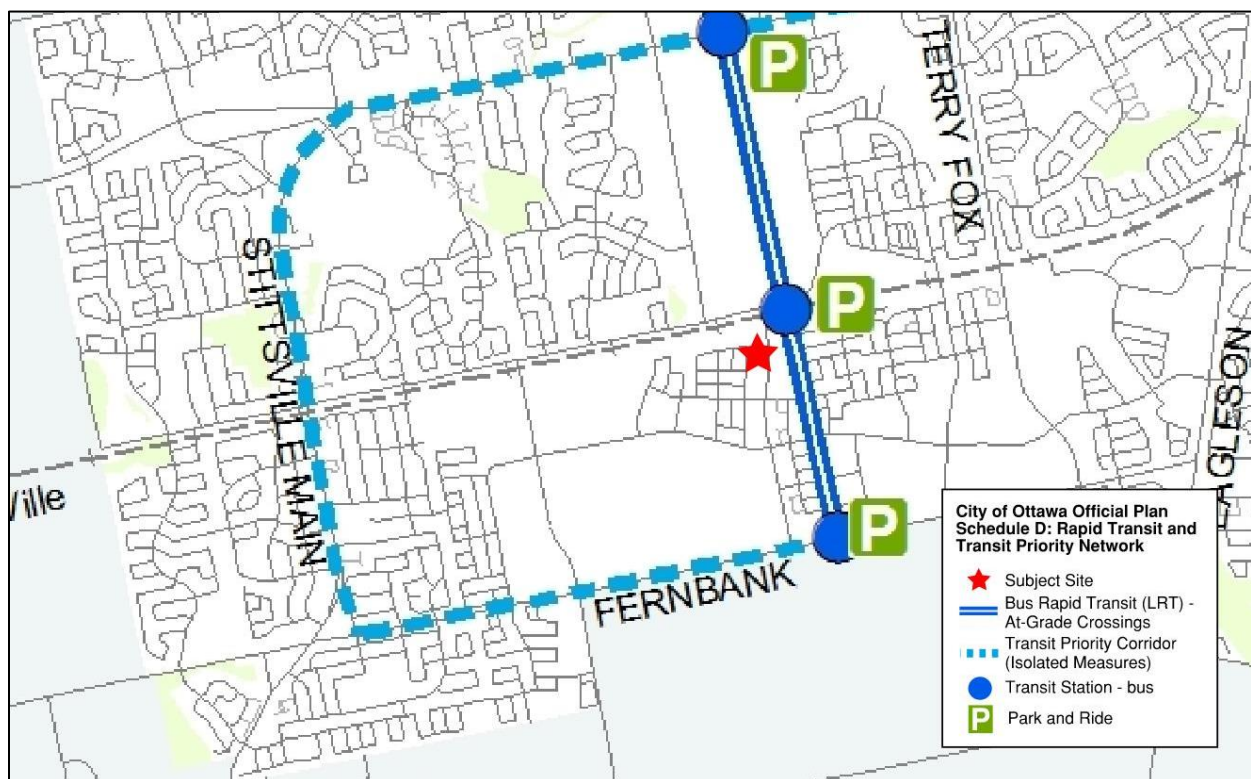 P
TERRY FOX
P
STITTSVILLE MAIN
EAGLESON
ville
P
FERNBANK
City of Ottawa Official Plan
Schedule D: Rapid Transit and
Transit Priority Network
Subject Site
Bus Rapid Transit (LRT) -
At-Grade Crossings
Transit Priority Corridor
(Isolated Measures)
Transit Station - bus
P
Park and Ride